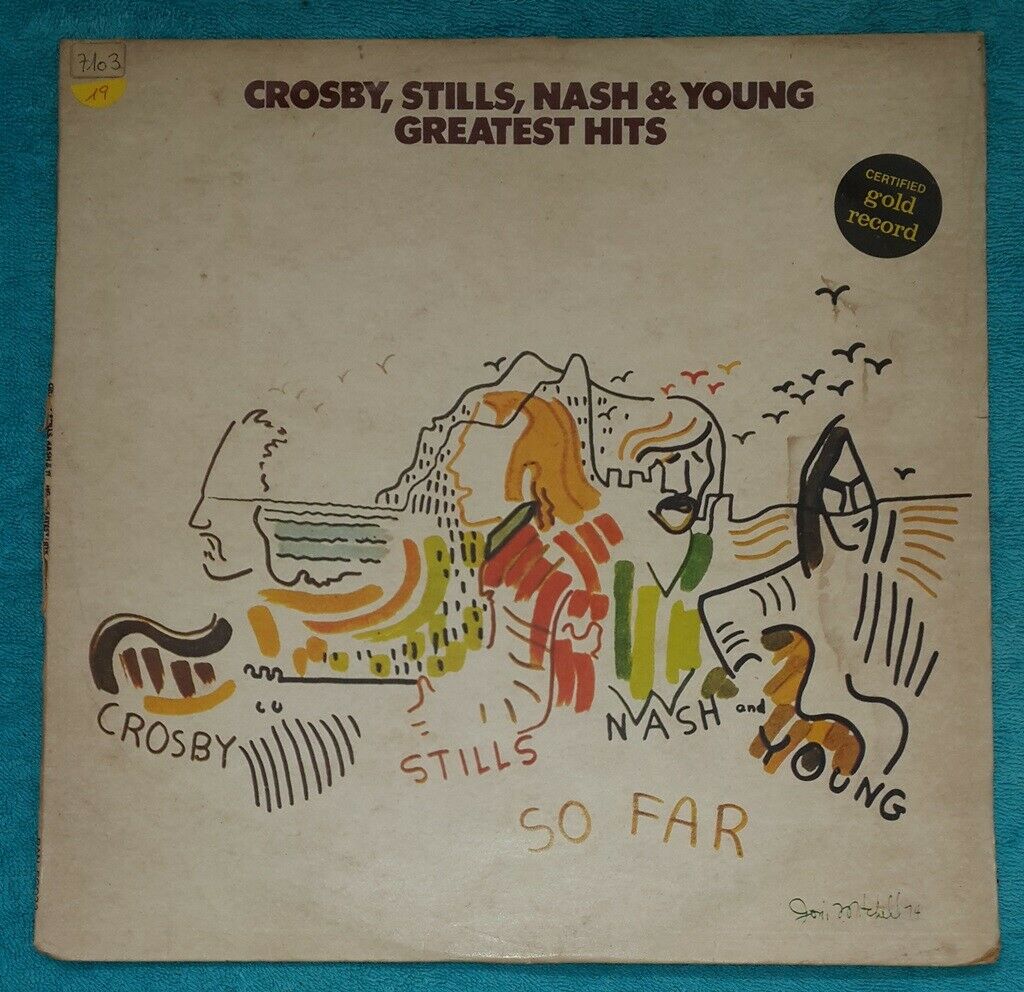 7103
19
CROSBY, STILLS, NASH & YOUNG
GREATEST HITS
CERTIFIED
gold
record
CROSBY
STILLS
NASH and
YOUNG
SO FAR
Joni Mitchell 74